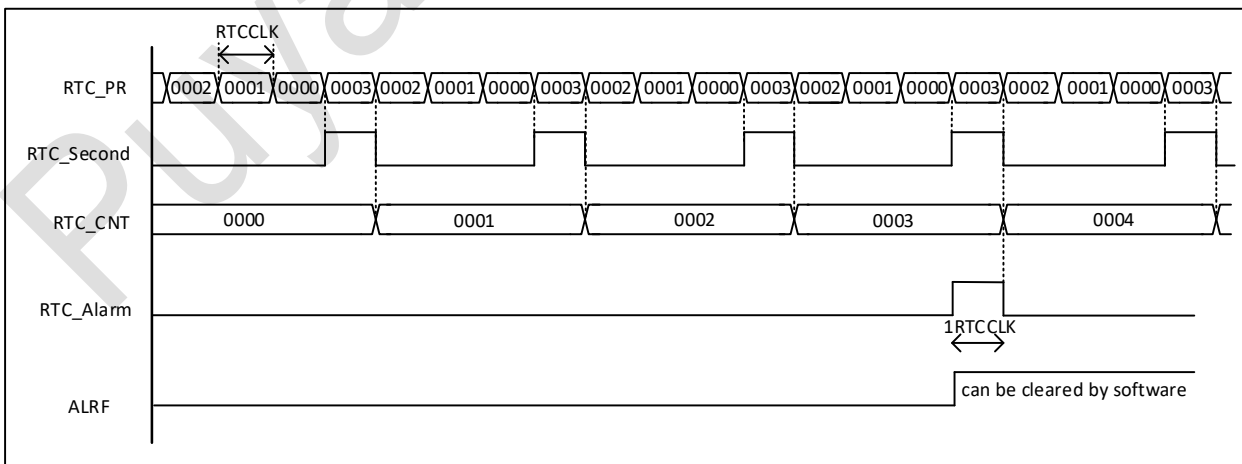 RTCCLK
RTC_PR 0002 0001 0000 0003 0002 0001 0000 0003 0002 0001 0000 0003 0002 0001 0000 0003 0002 0001 0000 0003
RTC_Second
RTC_CNT 0000 0001 0002 0003 0004
RTC_Alarm
1RTCCLK
can be cleared by software
ALRF
Puya